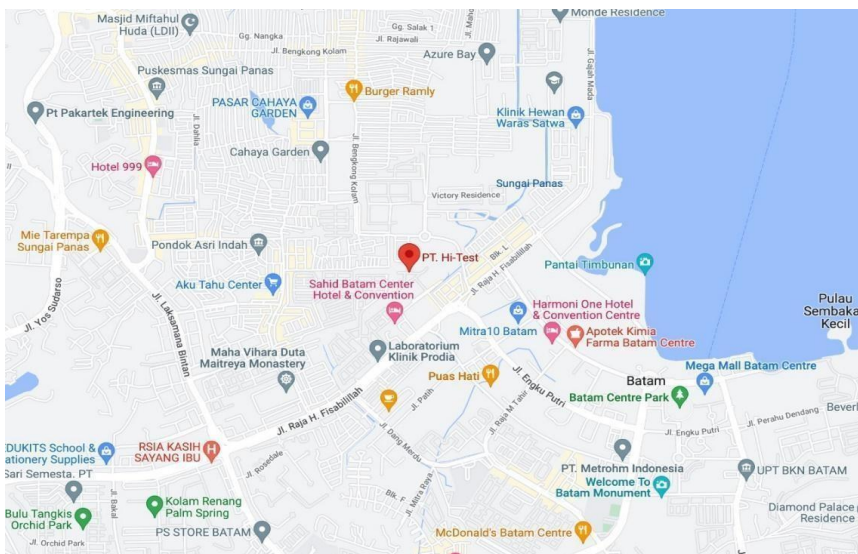 Monde Residence
Masjid Miftahul
Huda (LDII)
Gg. Nangka
Gg. Salak 1
Jl. Rajawali
Jl. Bengkong Kolam
Azure Bay
Jl. Gajah Mada
Puskesmas Sungai Panas
Burger Ramly
PASAR CAHAYA
GARDEN
Klinik Hewan
Waras Satwa
Pt Pakartek Engineering
Jl. Dahlia
Jl. Bengkong Kolam
Cahaya Garden
Hotel 999
Sungai Panas
Victory Residence
Mie Tarempa
Sungai Panas
Pondok Asri Indah
Blk. L
PT. Hi-Test
Jl. Raja H. Fisabilillah
Pantai Timbunan
Aku Tahu Center
Sahid Batam Center
Hotel & Convention
Jl. Yos Sudarso
Jl. Laksamana Bintan
Harmoni One Hotel
& Convention Centre
Pulau
Sembaka
Kecil
Mitra10 Batam
Apotek Kimia
Farma Batam Centre
Laboratorium
Klinik Prodia
Maha Vihara Duta
Maitreya Monastery
Puas Hati
Jl. Engku Putri
Mega Mall Batam Centre
Batam
Batam Centre Park
Jl. Patih
Jl. Raja M Tahir
Jl. Perahu Dendang
Beverl
Jl. Raja H. Fisabilillah
Jl. Dang Merdu
Jl. Engku Putri
EDUKITS School &
tationery Supplies
RSIA KASIH
SAYANG IBU
Jl. Rosedale
Sari Semesta. PT
PT. Metrohm Indonesia
UPT BKN BATAM
Jl. Mitra Raya
Blk. F
Welcome To
Batam Monument
Jl. Bakal
Kolam Renang
Palm Spring
Bulu Tangkis
Orchid Park
Diamond Palace
Residence
PS STORE BATAM
McDonald's Batam Centre
Jl. Orchid Park